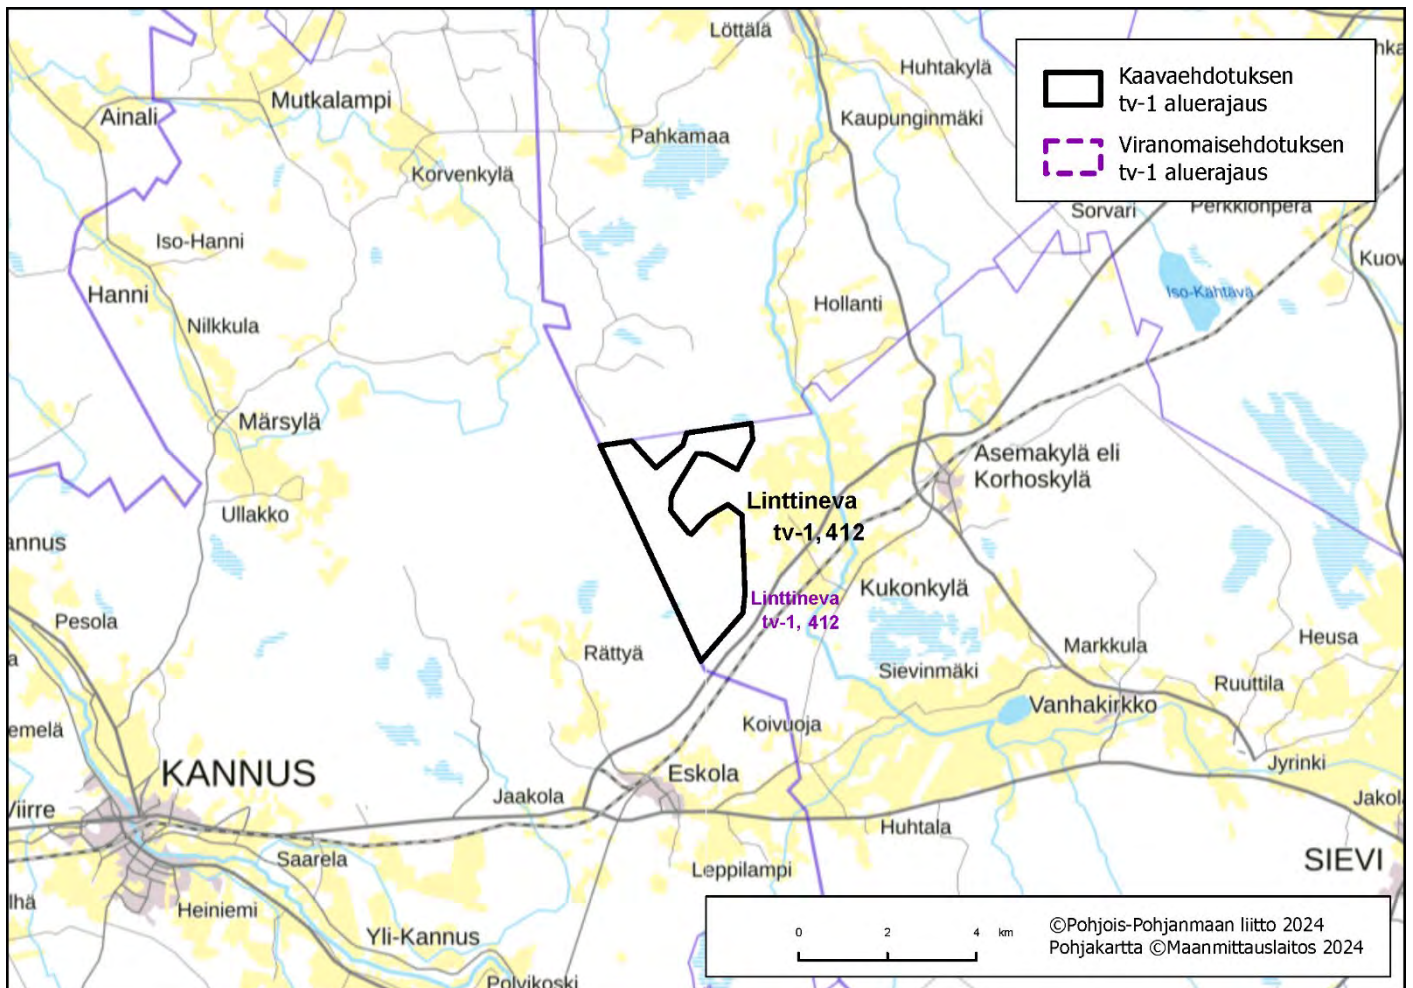 Löttälä
Huhtakylä
Kaavaehdotuksen
tv-1 aluerajaus
Viranomaisehdotuksen
tv-1 aluerajaus
Mutkalampi
Ainali
Kaupunginmäki
Pahkamaa
Korvenkylä
Sorvari
Perkkiönperä
Iso-Hanni
Kuov
Hanni
Iso-Kähtävä
Hollanti
Nilkkula
Märsylä
Asemakylä eli
Korhoskylä
Linttineva
tv-1, 412
Ullakko
annus
Kukonkylä
Linttineva
tv-1, 412
Pesola
Heusa
Markkula
Rättyä
Sievinmäki
Ruuttila
Vanhakirkko
emelä
Koivuoja
KANNUS
Eskola
Jyrinki
Jaakola
Jakol
Viirre
Huhtala
Saarela
SIEVI
Leppilampi
lhä
Heiniemi
Yli-Kannus
Polvikoski
0 2 4 km
©Pohjois-Pohjanmaan liitto 2024
Pohjakartta ©Maanmittauslaitos 2024